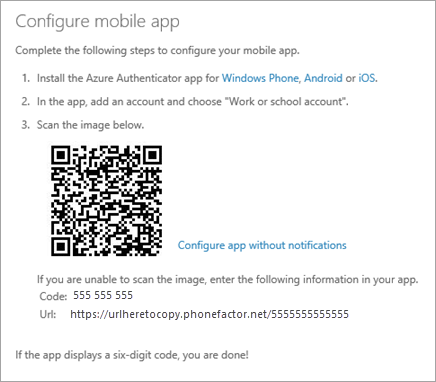 Configure mobile app
Complete the following steps to configure your mobile app.
1. Install the Azure Authenticator app for Windows Phone, Android or iOS.
2. In the app, add an account and choose "Work or school account".
3. Scan the image below.
Configure app without notifications
If you are unable to scan the image, enter the following information in your app.
Code: 555 555 555
Url: https://urlheretocopy.phonefactor.net/5555555555555
If the app displays a six-digit code, you are done!